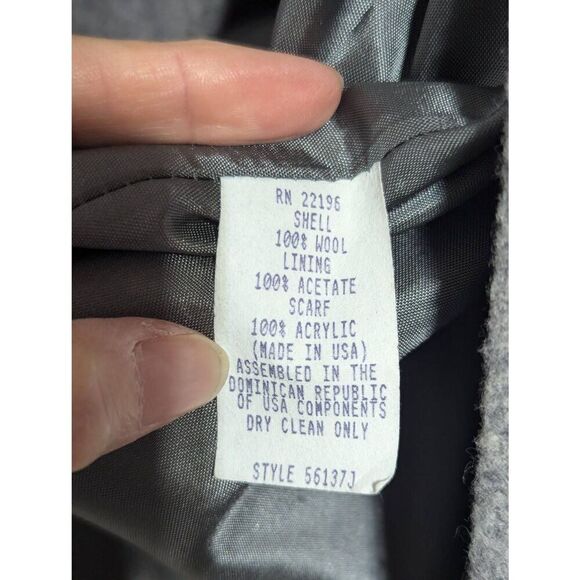 RN 22196
SHELL
100% WOOL
LINING
100% ACETATE
SCARF
100% ACRYLIC
(MADE IN USA)
ASSEMBLED IN THE
DOMINICAN REPUBLIC
OF USA COMPONENTS
DRY CLEAN ONLY
STYLE 56137J